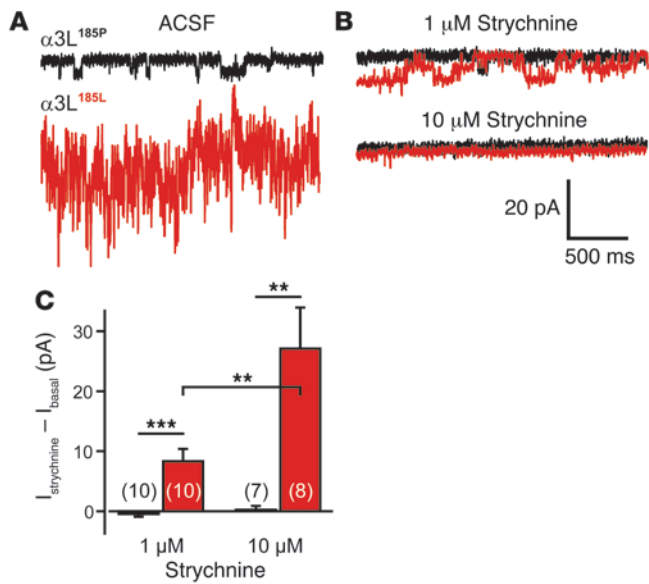 A
ACSF
α3L185P
α3L185L
B
1 μM Strychnine
10 μM Strychnine
20 pA
500 ms
C
Istrychnine – Ibasal (pA)
30
20
10
0
***
**
**
(10)
(10)
(7)
(8)
1 μM
10 μM
Strychnine